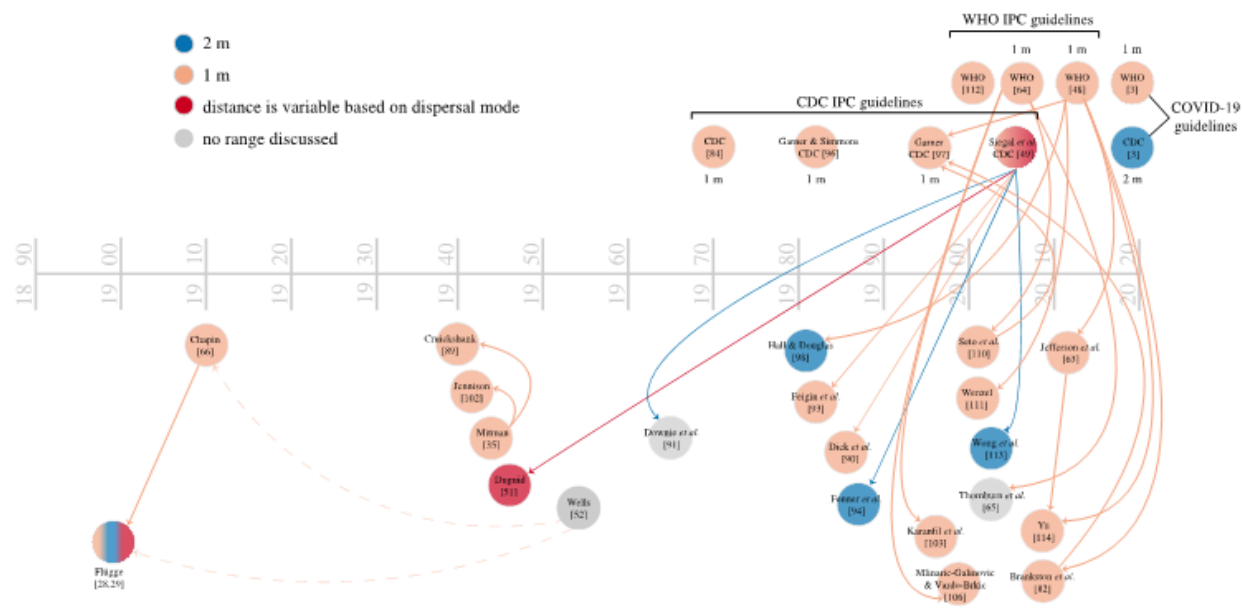 WHO IPC guidelines
2 m
1 m
distance is variable based on dispersal mode
no range discussed
1 m
1 m
1 m
WHO
[112]
WHO
[64]
WHO
[48]
WHO
[3]
CDC IPC guidelines
COVID-19
guidelines
CDC
[84]
Garner & Simmons
CDC [96]
Garner
CDC [97]
Siegal et al.
CDC [49]
CDC
[3]
1 m
1 m
1 m
2 m
18 90
19 00
19 10
19 20
19 30
19 40
19 50
19 60
19 70
19 80
19 90
20 00
20 10
20 20
Chapin
[66]
Cruickshank
[89]
Jennison
[102]
[35]
Duguid
[51]
Wells
[52]
Flügge
[28,29]
Downie et al.
[91]
Hall & Douglas
[98]
Feigin et al.
[93]
Dick et al.
[90]
Fenner et al.
[94]
Seto et al.
[110]
Wenzel
[111]
Wong et al.
[113]
Thornburn et al.
[65]
Jefferson et al.
[63]
Yu
[114]
Karanfil et al.
[103]
Mlinaric-Galinovic
& Vardo-Brkic
[106]
Brankston et al.
[82]